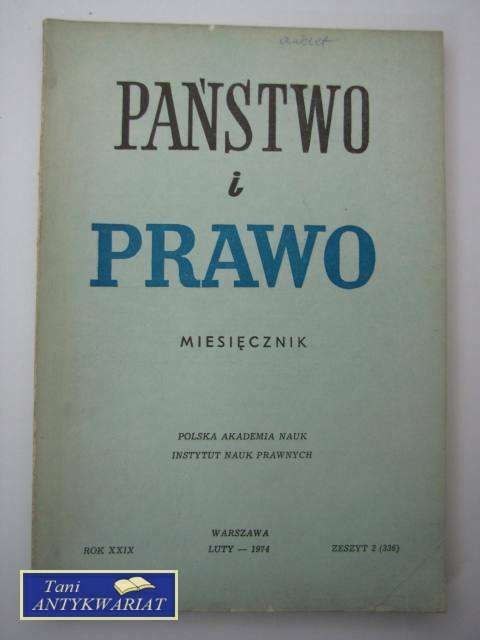 PAŃSTWO
i
PRAWO
MIESIĘCZNIK
POLSKA AKADEMIA NAUK
INSTYTUT NAUK PRAWNYCH
WARSZAWA
ROK XXIX LUTY — 1974 ZESZYT 2 (336)
Tani
ANTYKWARIAT